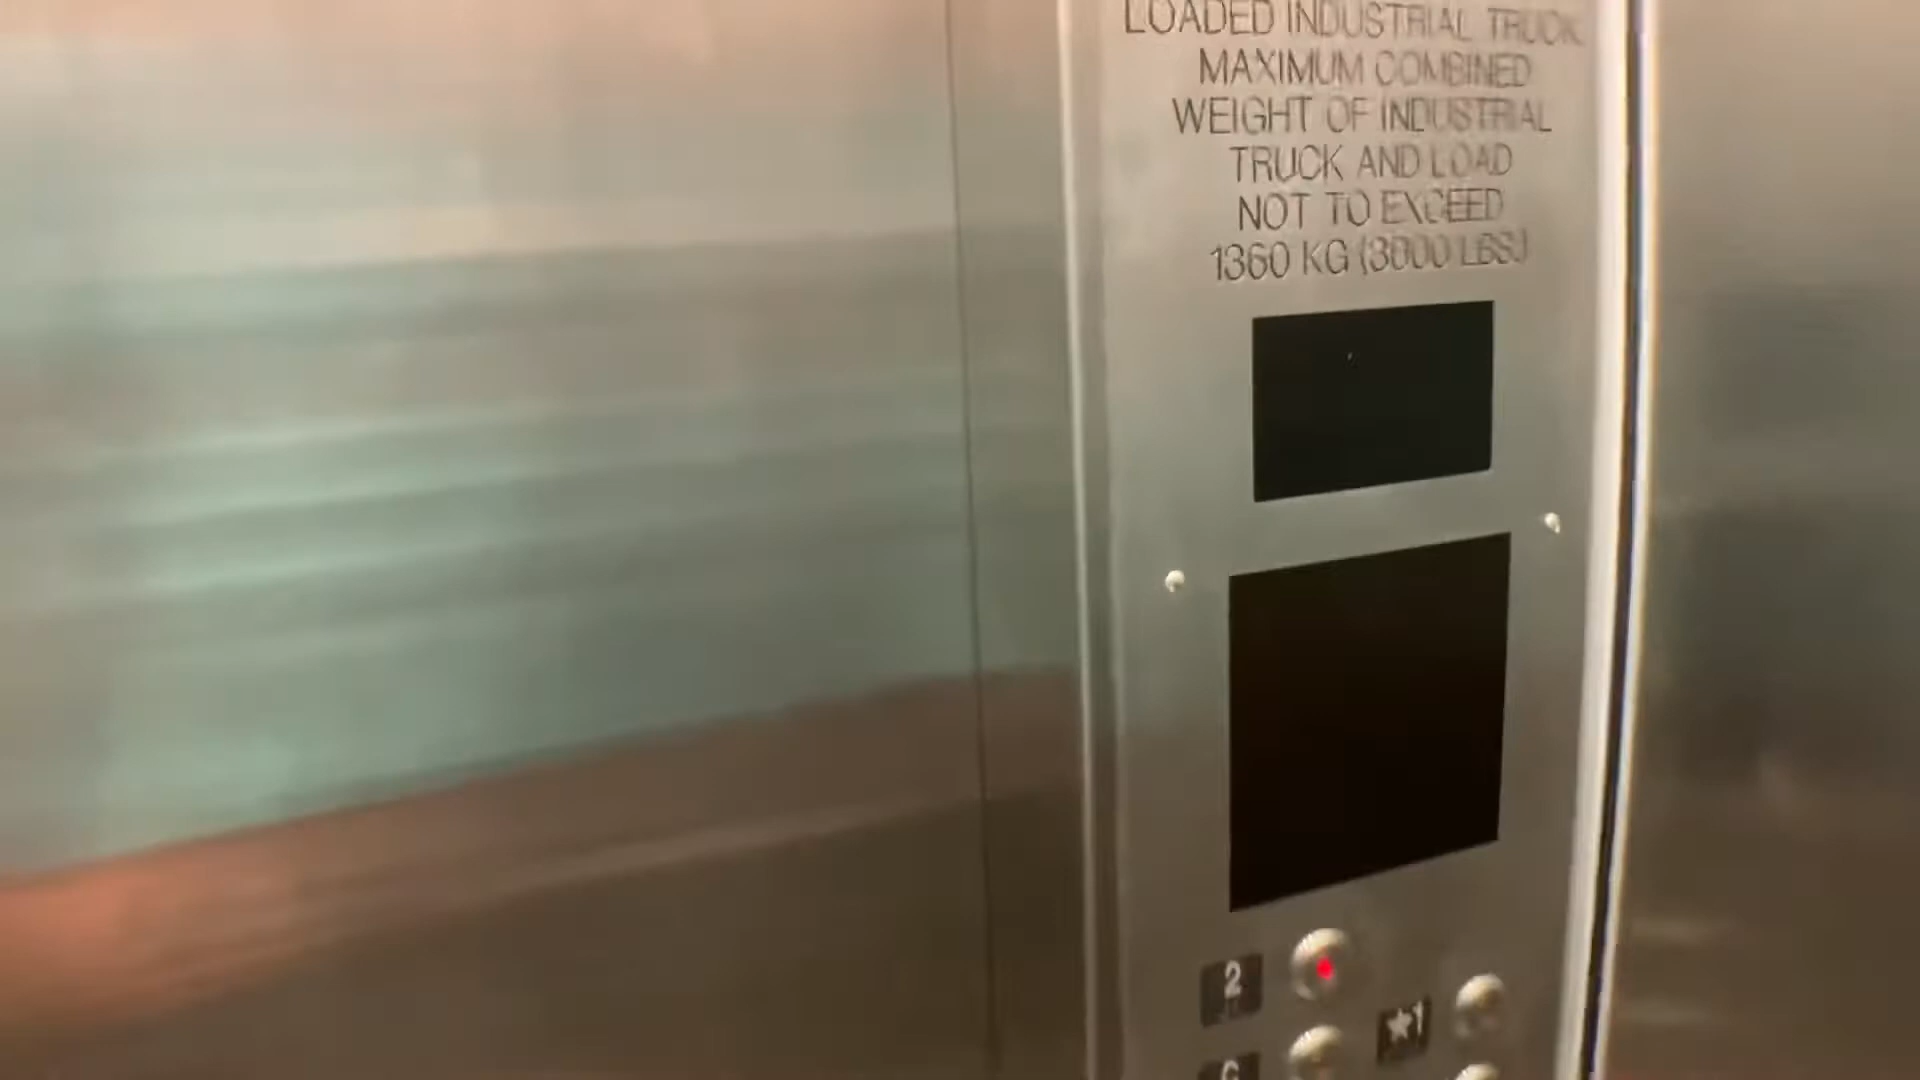 LOADED INDUSTRIAL TRUCK
MAXIMUM COMBINED
WEIGHT OF INDUSTRIAL
TRUCK AND LOAD
NOT TO EXCEED
1360 KG (3000 LBS)
2
★1